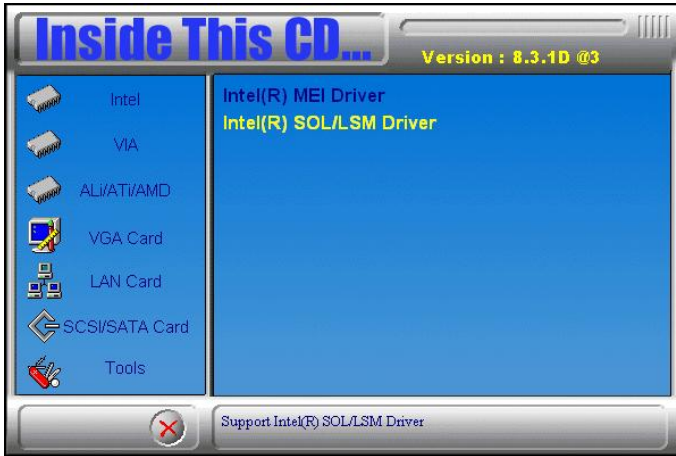 Inside This CD...
Version : 8.3.1D @3
Intel
VIA
ALi/ATi/AMD
VGA Card
LAN Card
SCSI/SATA Card
Tools
Intel(R) MEI Driver
Intel(R) SOL/LSM Driver
Support Intel(R) SOL/LSM Driver